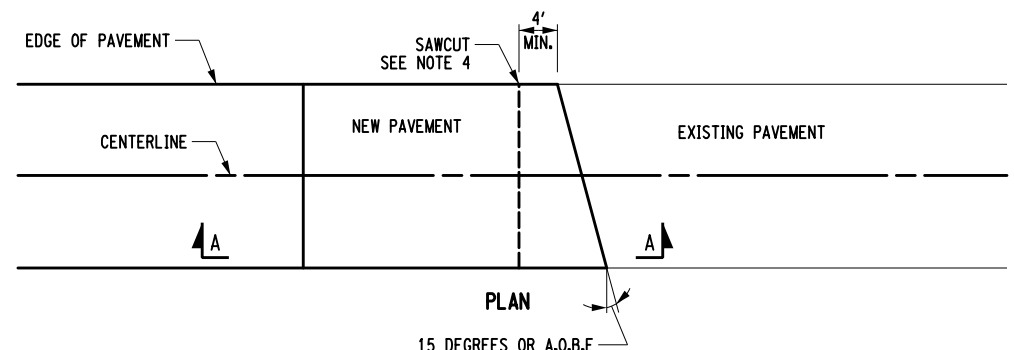 4'
MIN.
EDGE OF PAVEMENT
SAWCUT
SEE NOTE 4
NEW PAVEMENT
EXISTING PAVEMENT
CENTERLINE
A
A
PLAN
15 DEGREES OR A.O.B.E